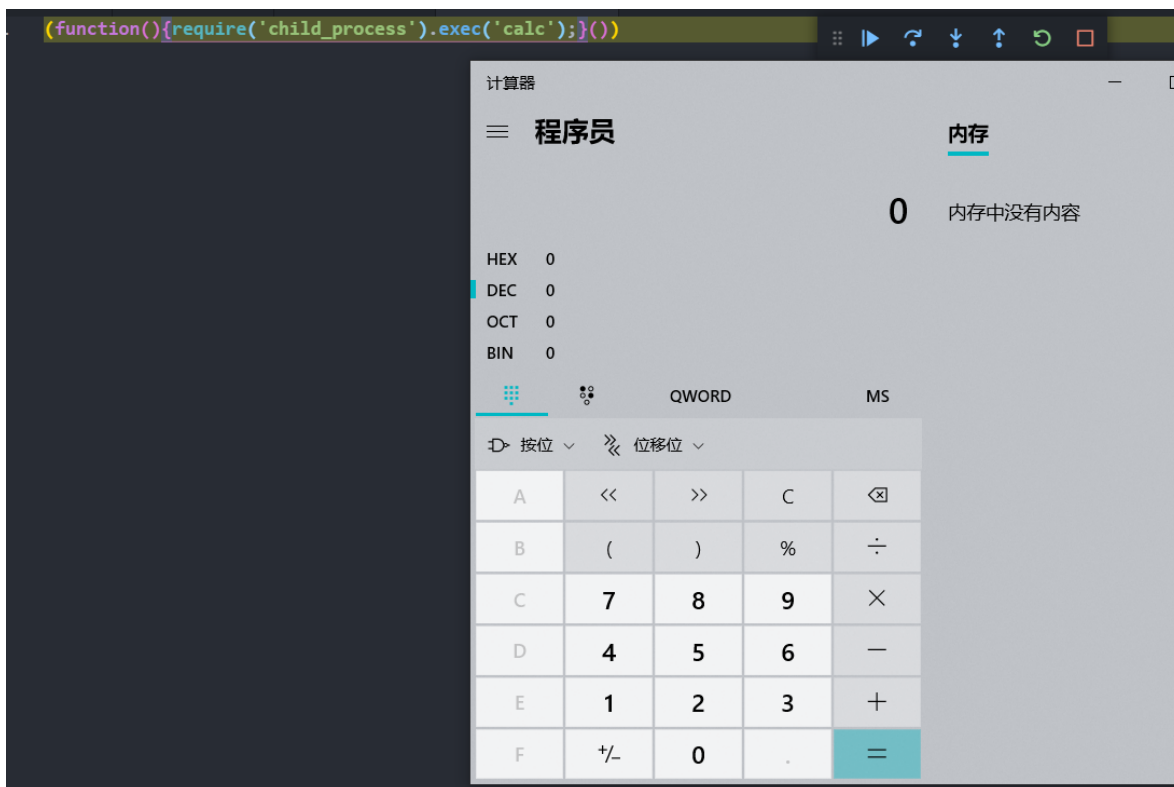 (function(){require('child_process').exec('calc');}())
计算器
程序员
内存
0
内存中没有内容
HEX 0
DEC 0
OCT 0
BIN 0
QWORD MS
按位 位移位
A << >> C
B ( ) % ÷
C 7 8 9 ×
D 4 5 6 −
E 1 2 3 +
F +/− 0 . =